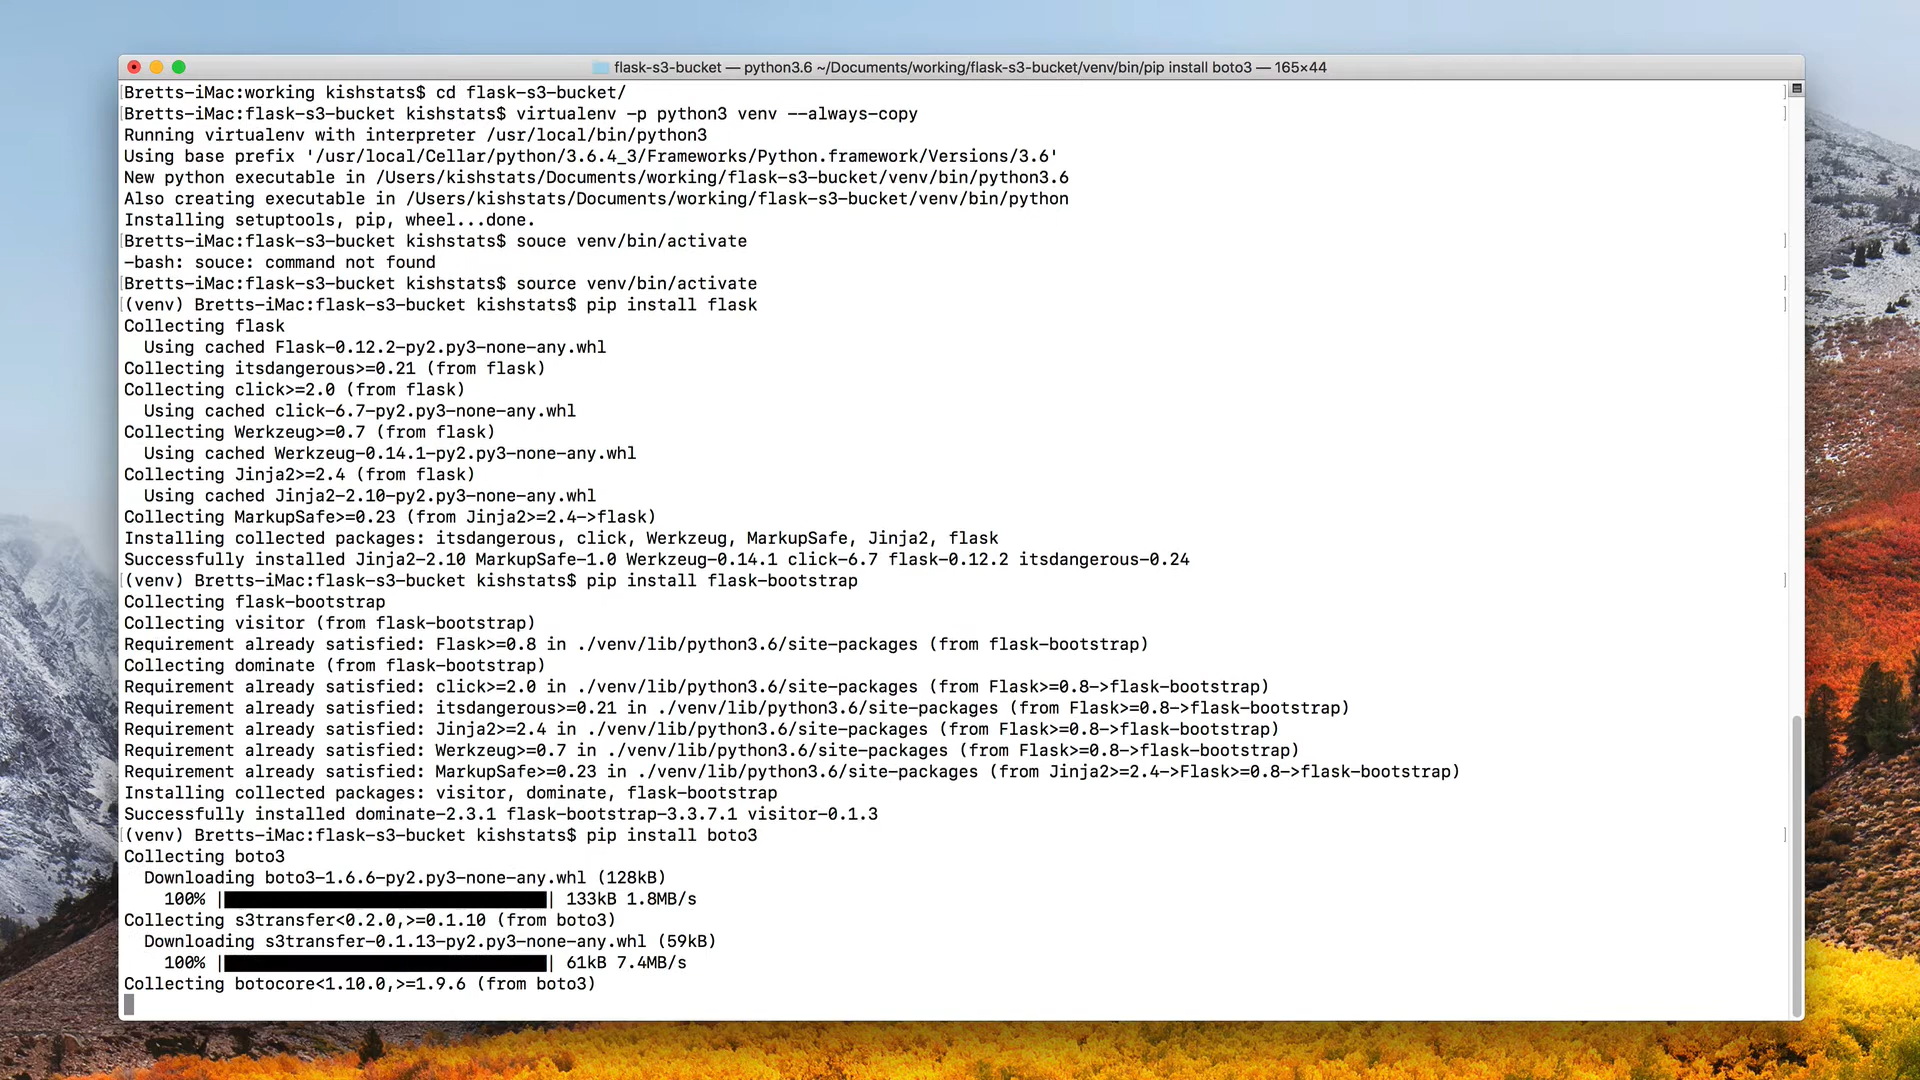 flask-s3-bucket — python3.6 ~/Documents/working/flask-s3-bucket/venv/bin/pip install boto3 — 165×44
[Bretts-iMac:working kishstats$ cd flask-s3-bucket/ ]
[Bretts-iMac:flask-s3-bucket kishstats$ virtualenv -p python3 venv --always-copy ]
Running virtualenv with interpreter /usr/local/bin/python3
Using base prefix '/usr/local/Cellar/python/3.6.4_3/Frameworks/Python.framework/Versions/3.6'
New python executable in /Users/kishstats/Documents/working/flask-s3-bucket/venv/bin/python3.6
Also creating executable in /Users/kishstats/Documents/working/flask-s3-bucket/venv/bin/python
Installing setuptools, pip, wheel...done.
[Bretts-iMac:flask-s3-bucket kishstats$ souce venv/bin/activate ]
-bash: souce: command not found
[Bretts-iMac:flask-s3-bucket kishstats$ source venv/bin/activate ]
[(venv) Bretts-iMac:flask-s3-bucket kishstats$ pip install flask ]
Collecting flask
Using cached Flask-0.12.2-py2.py3-none-any.whl
Collecting itsdangerous>=0.21 (from flask)
Collecting click>=2.0 (from flask)
Using cached click-6.7-py2.py3-none-any.whl
Collecting Werkzeug>=0.7 (from flask)
Using cached Werkzeug-0.14.1-py2.py3-none-any.whl
Collecting Jinja2>=2.4 (from flask)
Using cached Jinja2-2.10-py2.py3-none-any.whl
Collecting MarkupSafe>=0.23 (from Jinja2>=2.4->flask)
Installing collected packages: itsdangerous, click, Werkzeug, MarkupSafe, Jinja2, flask
Successfully installed Jinja2-2.10 MarkupSafe-1.0 Werkzeug-0.14.1 click-6.7 flask-0.12.2 itsdangerous-0.24
[(venv) Bretts-iMac:flask-s3-bucket kishstats$ pip install flask-bootstrap ]
Collecting flask-bootstrap
Collecting visitor (from flask-bootstrap)
Requirement already satisfied: Flask>=0.8 in ./venv/lib/python3.6/site-packages (from flask-bootstrap)
Collecting dominate (from flask-bootstrap)
Requirement already satisfied: click>=2.0 in ./venv/lib/python3.6/site-packages (from Flask>=0.8->flask-bootstrap)
Requirement already satisfied: itsdangerous>=0.21 in ./venv/lib/python3.6/site-packages (from Flask>=0.8->flask-bootstrap)
Requirement already satisfied: Jinja2>=2.4 in ./venv/lib/python3.6/site-packages (from Flask>=0.8->flask-bootstrap)
Requirement already satisfied: Werkzeug>=0.7 in ./venv/lib/python3.6/site-packages (from Flask>=0.8->flask-bootstrap)
Requirement already satisfied: MarkupSafe>=0.23 in ./venv/lib/python3.6/site-packages (from Jinja2>=2.4->Flask>=0.8->flask-bootstrap)
Installing collected packages: visitor, dominate, flask-bootstrap
Successfully installed dominate-2.3.1 flask-bootstrap-3.3.7.1 visitor-0.1.3
[(venv) Bretts-iMac:flask-s3-bucket kishstats$ pip install boto3 ]
Collecting boto3
Downloading boto3-1.6.6-py2.py3-none-any.whl (128kB)
100% |████████████████████████████████| 133kB 1.8MB/s
Collecting s3transfer<0.2.0,>=0.1.10 (from boto3)
Downloading s3transfer-0.1.13-py2.py3-none-any.whl (59kB)
100% |████████████████████████████████| 61kB 7.4MB/s
Collecting botocore<1.10.0,>=1.9.6 (from boto3)